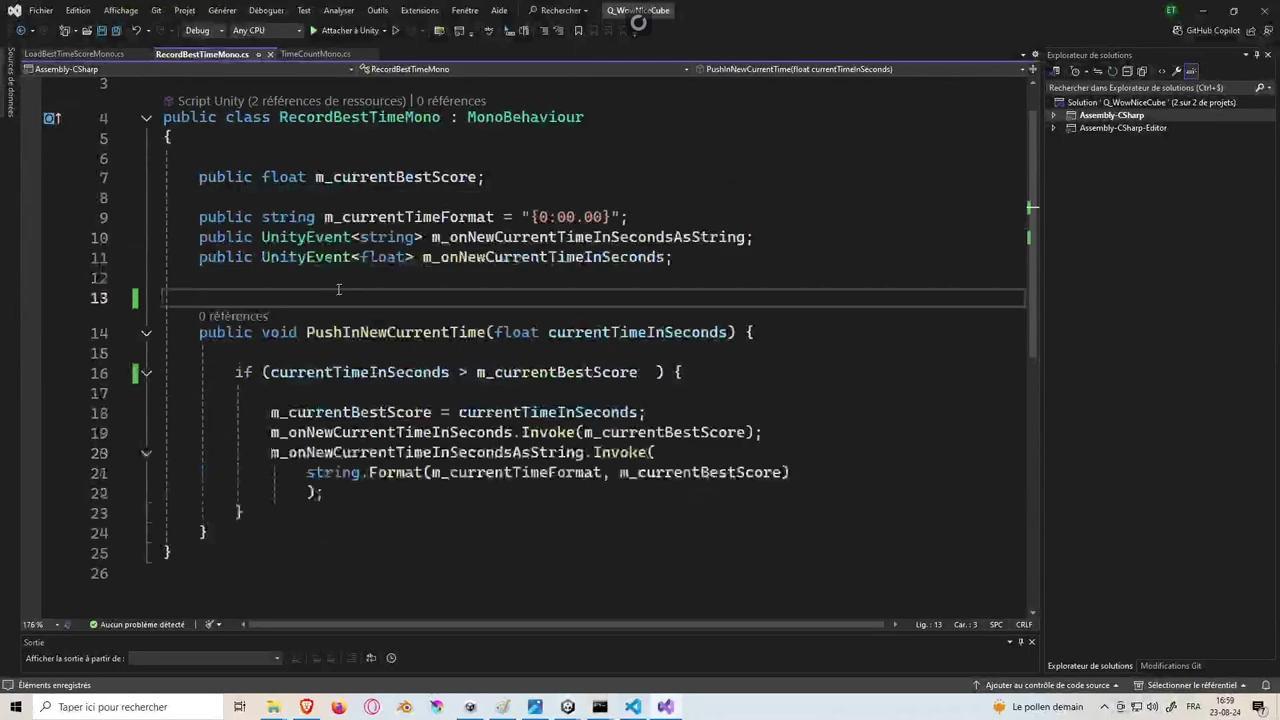 Fichier Edition Affichage Git Projet Générer Déboguer Test Analyser Outils Extensions Fenêtre Aide Rechercher Q_WowNiceCube ET
Debug Any CPU Attacher à Unity GitHub Copilot
LoadBestTimeScoreMono.cs RecordBestTimeMono.cs TimeCountMono.cs Explorateur de solutions
Assembly-CSharp RecordBestTimeMono PushInNewCurrentTime(float currentTimeInSeconds)
Sources de données
Rechercher dans Explorateur de solutions (Ctrl+$)
Solution 'Q_WowNiceCube' (2 sur 2 de projets)
Assembly-CSharp
Assembly-CSharp-Editor
3
Script Unity (2 références de ressources) | 0 références
4 public class RecordBestTimeMono : MonoBehaviour
5 {
6
7 public float m_currentBestScore;
8
9 public string m_currentTimeFormat = "{0:00.00}";
10 public UnityEvent<string> m_onNewCurrentTimeInSecondsAsString;
11 public UnityEvent<float> m_onNewCurrentTimeInSeconds;
12
13
0 références
14 public void PushInNewCurrentTime(float currentTimeInSeconds) {
15
16 if (currentTimeInSeconds > m_currentBestScore ) {
17
18 m_currentBestScore = currentTimeInSeconds;
19 m_onNewCurrentTimeInSeconds.Invoke(m_currentBestScore);
20 m_onNewCurrentTimeInSecondsAsString.Invoke(
21 string.Format(m_currentTimeFormat, m_currentBestScore)
22 );
23 }
24 }
25 }
26
176 % Aucun problème détecté Lig : 13 Car : 3 SPC CRLF
Sortie
Afficher la sortie à partir de :
Explorateur de solutions Modifications Git
Éléments enregistrés Ajouter au contrôle de code source Sélectionner le référentiel
Taper ici pour rechercher Le pollen demain FRA 16:59
23-08-24